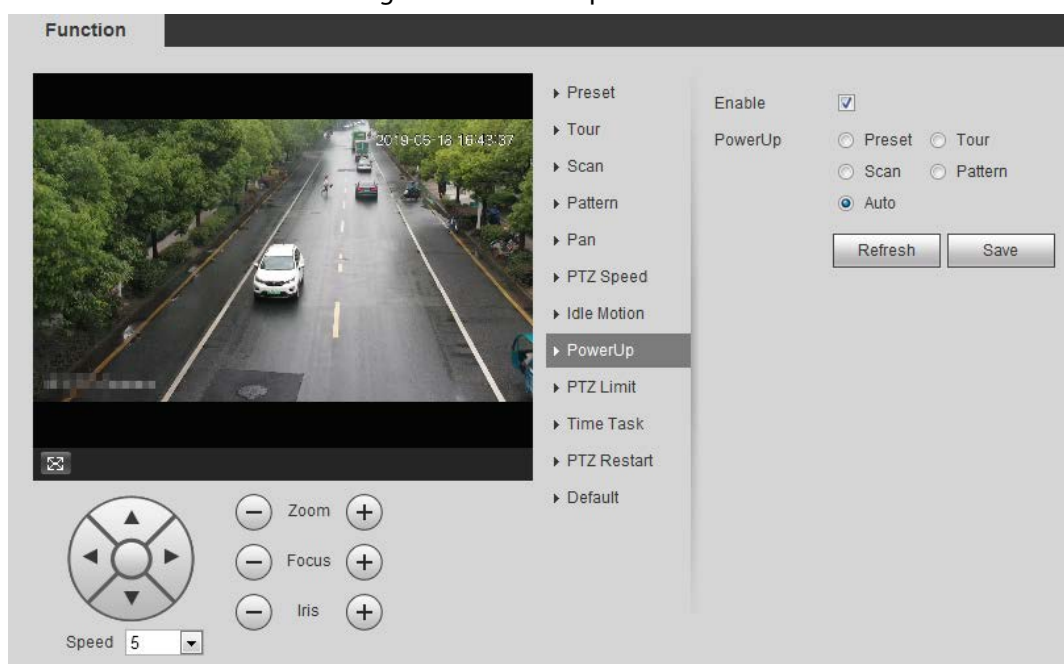 Function
2019-05-18 16:43:37
Preset
Tour
Scan
Pattern
Pan
PTZ Speed
Idle Motion
PowerUp
PTZ Limit
Time Task
PTZ Restart
Default
Enable
PowerUp
Preset Tour
Scan Pattern
Auto
Refresh Save
Zoom
Focus
Iris
Speed 5